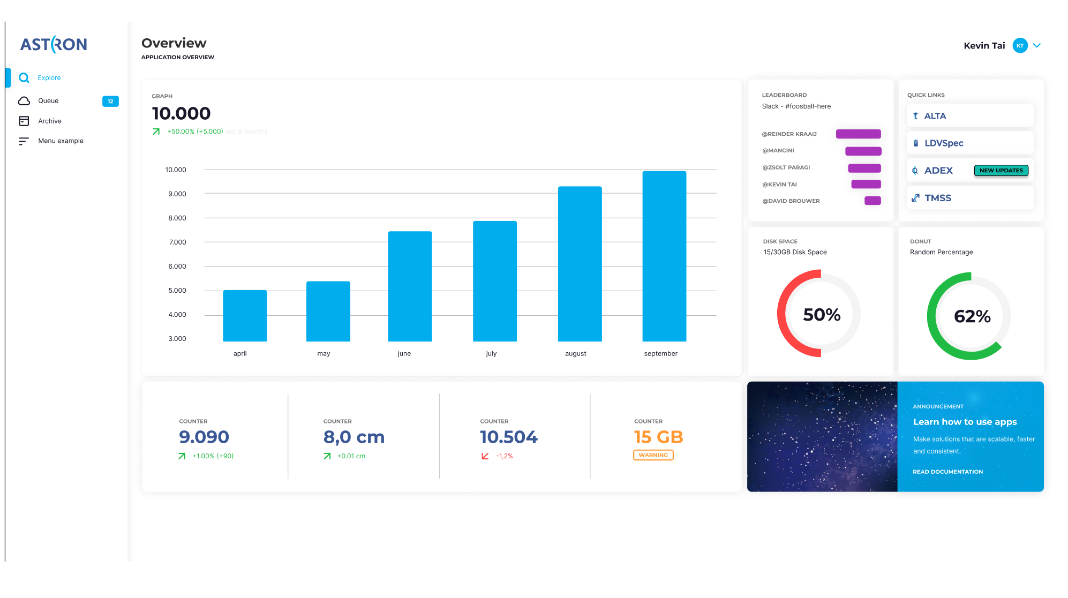 ASTRON
Explore
Queue
12
Archive
Menu example
Overview
APPLICATION OVERVIEW
Kevin Tai
KT
GRAPH
10.000
+50.00% (+5.000)
10.000
9.000
8.000
7.000
6.000
5.000
4.000
3.000
april
may
june
july
august
september
LEADERBOARD
Slack - #foosball-here
@REINDER KRAAIJ
@MANCINI
@ZSOLT PARAGI
@KEVIN TAI
@DAVID BROUWER
QUICK LINKS
ALTA
LDVSpec
ADEX
NEW UPDATES
TMSS
DISK SPACE
15/30GB Disk Space
50%
DONUT
Random Percentage
62%
COUNTER
9.090
+1.00% (+90)
COUNTER
8,0 cm
+0.01 cm
COUNTER
10.504
-1,2%
COUNTER
15 GB
WARNING
ANNOUNCEMENT
Learn how to use apps
Make solutions that are scalable, faster
and consistent.
READ DOCUMENTATION